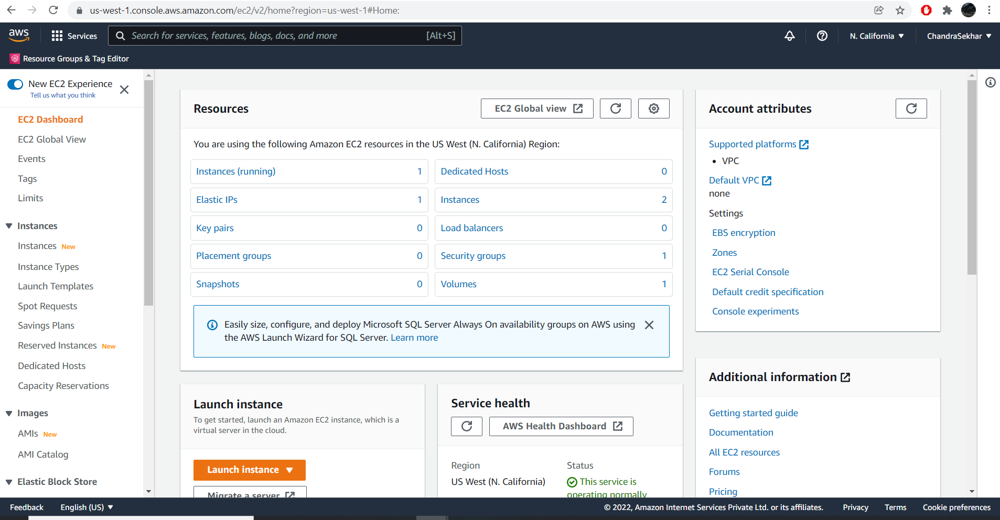 us-west-1.console.aws.amazon.com/ec2/v2/home?region=us-west-1#Home:
aws
Services
Search for services, features, blogs, docs, and more
[Alt+S]
N. California
ChandraSekhar
Resource Groups & Tag Editor
New EC2 Experience
Tell us what you think
EC2 Dashboard
EC2 Global View
Events
Tags
Limits
Instances
Instances New
Instance Types
Launch Templates
Spot Requests
Savings Plans
Reserved Instances New
Dedicated Hosts
Capacity Reservations
Images
AMIs New
AMI Catalog
Elastic Block Store
Resources
EC2 Global view
You are using the following Amazon EC2 resources in the US West (N. California) Region:
Instances (running) 1
Dedicated Hosts 0
Elastic IPs 1
Instances 2
Key pairs 0
Load balancers 0
Placement groups 0
Security groups 1
Snapshots 0
Volumes 1
Easily size, configure, and deploy Microsoft SQL Server Always On availability groups on AWS using
the AWS Launch Wizard for SQL Server. Learn more
Launch instance
To get started, launch an Amazon EC2 instance, which is a
virtual server in the cloud.
Launch instance
Migrate a server
Service health
AWS Health Dashboard
Region
US West (N. California)
Status
This service is
operating normally
Account attributes
Supported platforms
• VPC
Default VPC
none
Settings
EBS encryption
Zones
EC2 Serial Console
Default credit specification
Console experiments
Additional information
Getting started guide
Documentation
All EC2 resources
Forums
Pricing
Feedback
English (US)
© 2022, Amazon Internet Services Private Ltd. or its affiliates.
Privacy
Terms
Cookie preferences